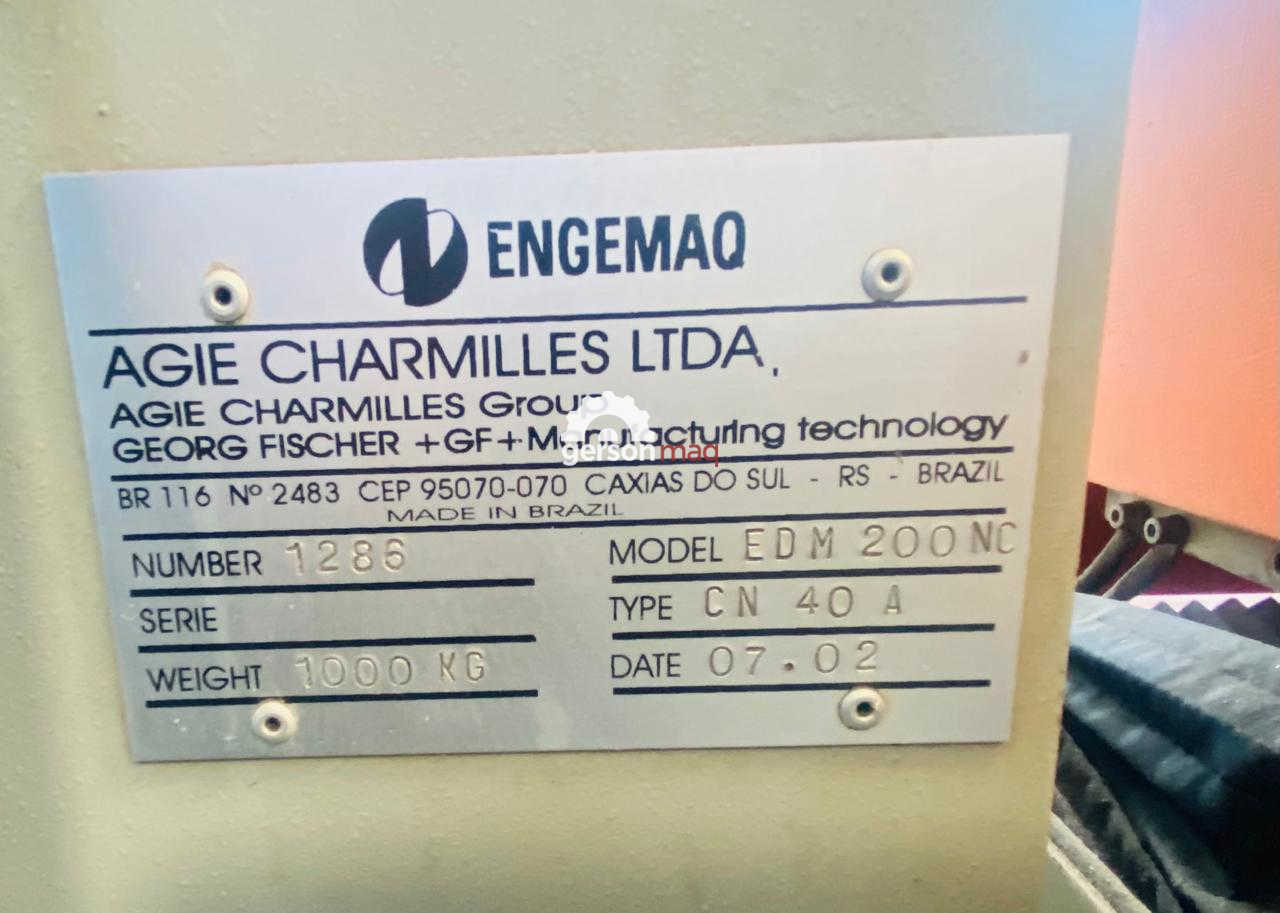 ENGEMAQ
AGIE CHARMILLES LTDA.
AGIE CHARMILLES Group
GEORG FISCHER +GF+ Manufacturing technology
gersonmaq
BR 116 Nº 2483 CEP 95070-070 CAXIAS DO SUL - RS - BRAZIL
MADE IN BRAZIL
NUMBER 1286
MODEL EDM 200NC
SERIE
TYPE CN 40 A
WEIGHT 1000 KG
DATE 07.02